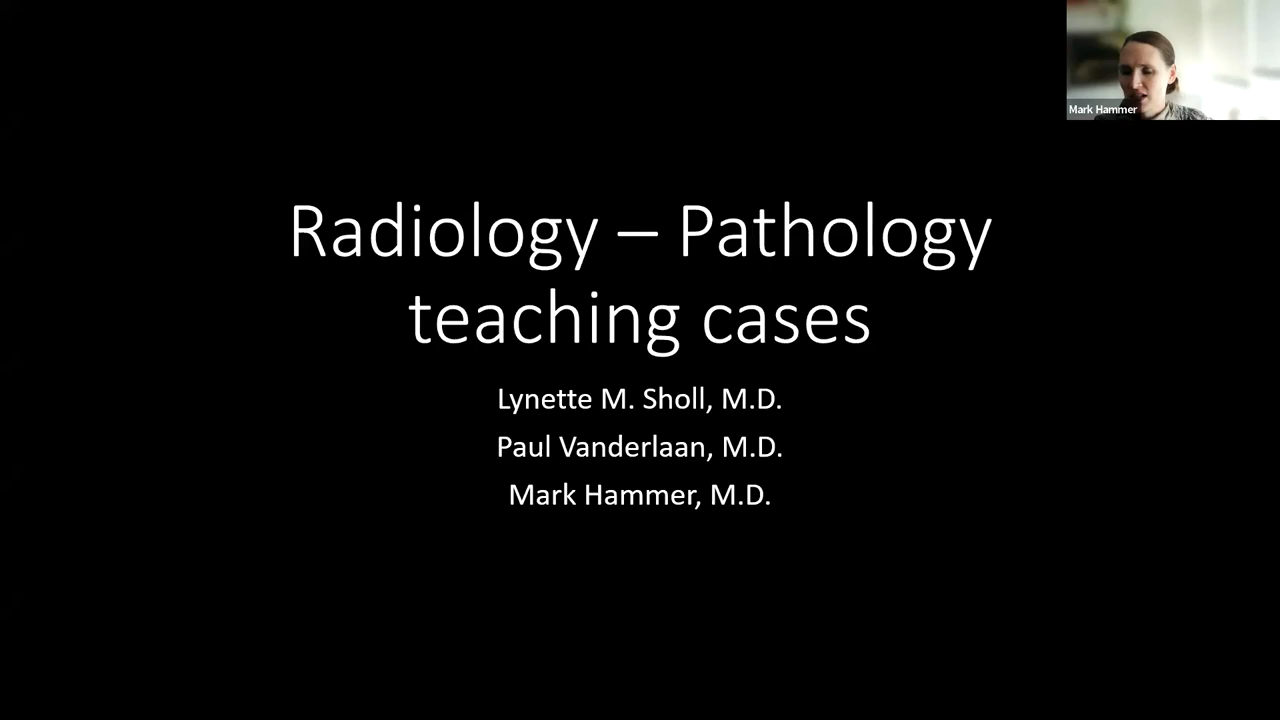 Mark Hammer
Radiology – Pathology
teaching cases
Lynette M. Sholl, M.D.
Paul Vanderlaan, M.D.
Mark Hammer, M.D.